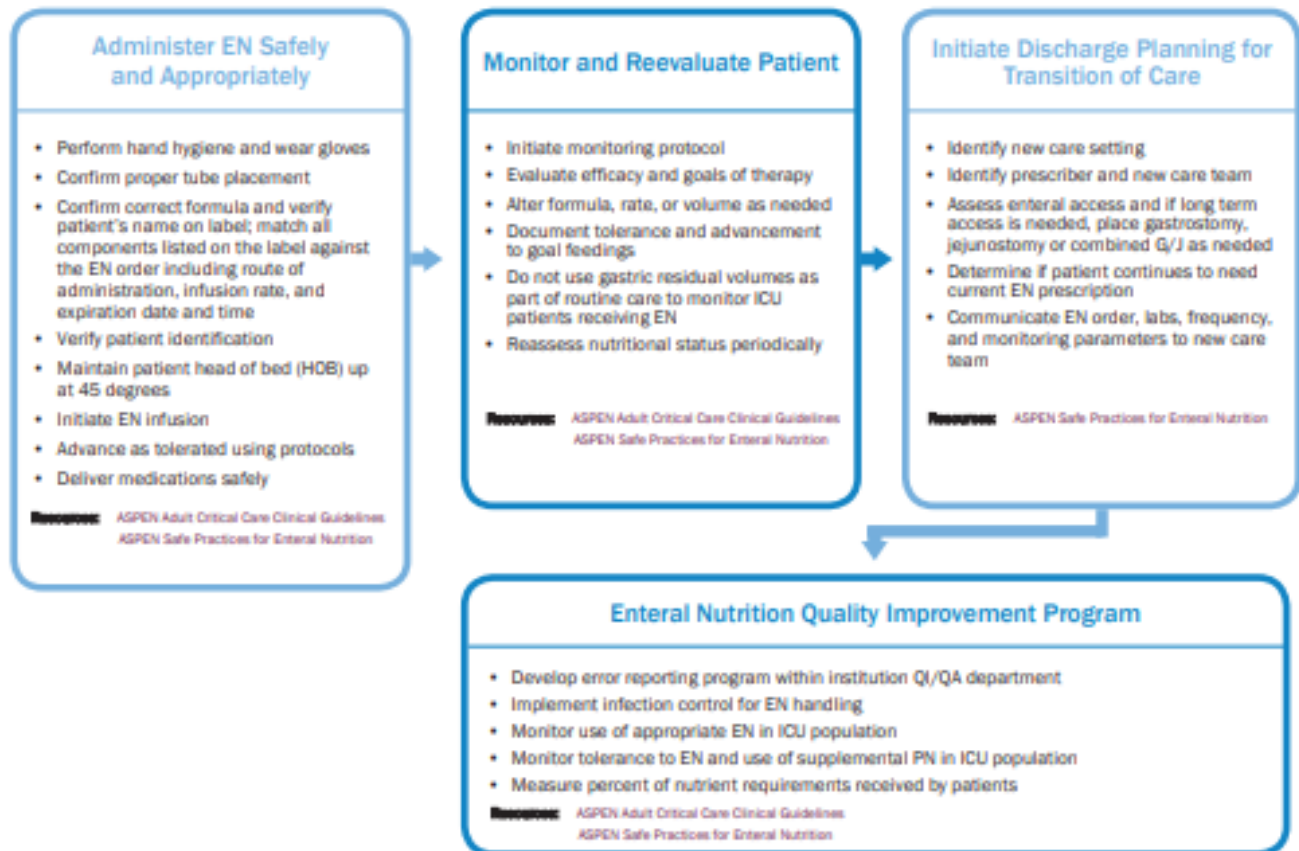 Administer EN Safely
and Appropriately
• Perform hand hygiene and wear gloves
• Confirm proper tube placement
• Confirm correct formula and verify
patient's name on label; match all
components listed on the label against
the EN order including route of
administration, infusion rate, and
expiration date and time
• Verify patient identification
• Maintain patient head of bed (HOB) up
at 45 degrees
• Initiate EN infusion
• Advance as tolerated using protocols
• Deliver medications safely
Resources: ASPEN Adult Critical Care Clinical Guidelines
ASPEN Safe Practices for Enteral Nutrition
Monitor and Reevaluate Patient
• Initiate monitoring protocol
• Evaluate efficacy and goals of therapy
• Alter formula, rate, or volume as needed
• Document tolerance and advancement
to goal feedings
• Do not use gastric residual volumes as
part of routine care to monitor ICU
patients receiving EN
• Reassess nutritional status periodically
Resources: ASPEN Adult Critical Care Clinical Guidelines
ASPEN Safe Practices for Enteral Nutrition
Initiate Discharge Planning for
Transition of Care
• Identify new care setting
• Identify prescriber and new care team
• Assess enteral access and if long term
access is needed, place gastrostomy,
jejunostomy or combined G/J as needed
• Determine if patient continues to need
current EN prescription
• Communicate EN order, labs, frequency,
and monitoring parameters to new care
team
Resources: ASPEN Safe Practices for Enteral Nutrition
Enteral Nutrition Quality Improvement Program
• Develop error reporting program within institution QI/QA department
• Implement infection control for EN handling
• Monitor use of appropriate EN in ICU population
• Monitor tolerance to EN and use of supplemental PN in ICU population
• Measure percent of nutrient requirements received by patients
Resources: ASPEN Adult Critical Care Clinical Guidelines
ASPEN Safe Practices for Enteral Nutrition